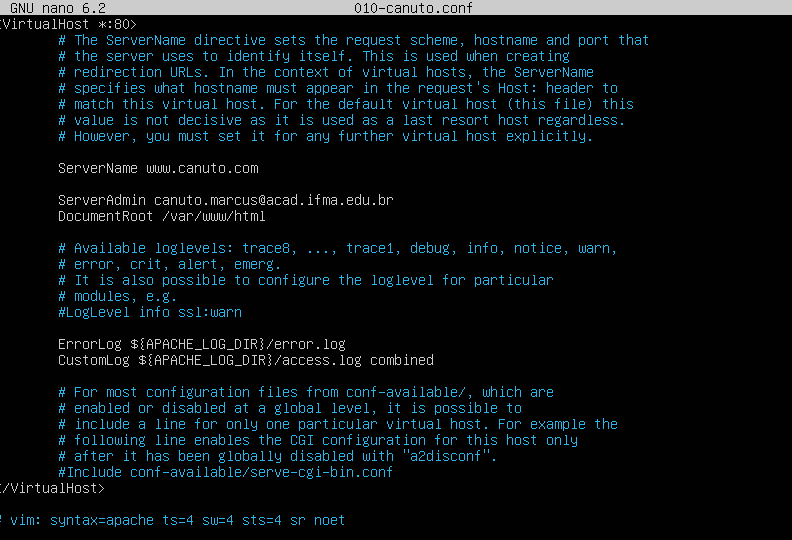 GNU nano 6.2 010-canuto.conf
<VirtualHost *:80>
# The ServerName directive sets the request scheme, hostname and port that
# the server uses to identify itself. This is used when creating
# redirection URLs. In the context of virtual hosts, the ServerName
# specifies what hostname must appear in the request's Host: header to
# match this virtual host. For the default virtual host (this file) this
# value is not decisive as it is used as a last resort host regardless.
# However, you must set it for any further virtual host explicitly.
ServerName www.canuto.com
ServerAdmin canuto.marcus@acad.ifma.edu.br
DocumentRoot /var/www/html
# Available loglevels: trace8, ..., trace1, debug, info, notice, warn,
# error, crit, alert, emerg.
# It is also possible to configure the loglevel for particular
# modules, e.g.
#LogLevel info ssl:warn
ErrorLog ${APACHE_LOG_DIR}/error.log
CustomLog ${APACHE_LOG_DIR}/access.log combined
# For most configuration files from conf-available/, which are
# enabled or disabled at a global level, it is possible to
# include a line for only one particular virtual host. For example the
# following line enables the CGI configuration for this host only
# after it has been globally disabled with "a2disconf".
#Include conf-available/serve-cgi-bin.conf
</VirtualHost>
# vim: syntax=apache ts=4 sw=4 sts=4 sr noet